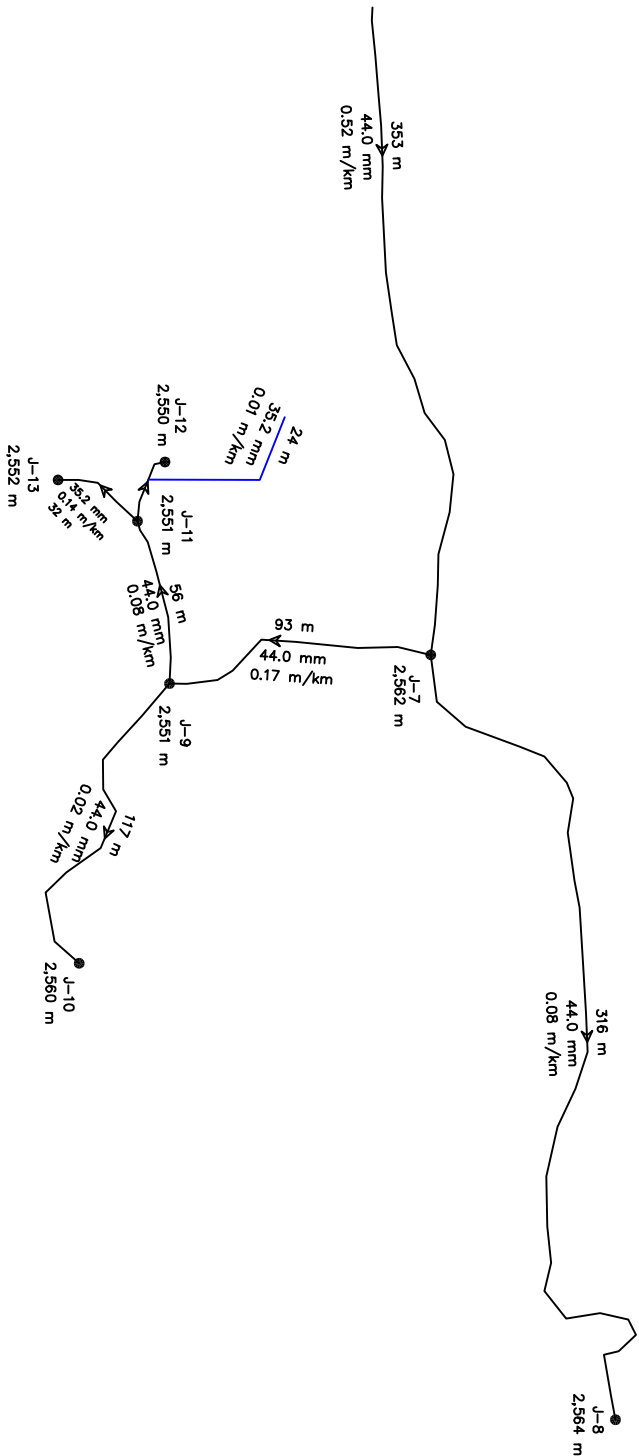 353 m
44.0 mm
0.52 m/km
24 m
35.2 mm
0.01 m/km
J-12
2,550 m
J-13
2,552 m
35.2 mm
0.14 m/km
32 m
J-11
2,551 m
56 m
44.0 mm
0.08 m/km
93 m
44.0 mm
0.17 m/km
J-7
2,562 m
J-9
2,551 m
117 m
44.0 mm
0.02 m/km
J-10
2,560 m
316 m
44.0 mm
0.08 m/km
J-8
2,564 m